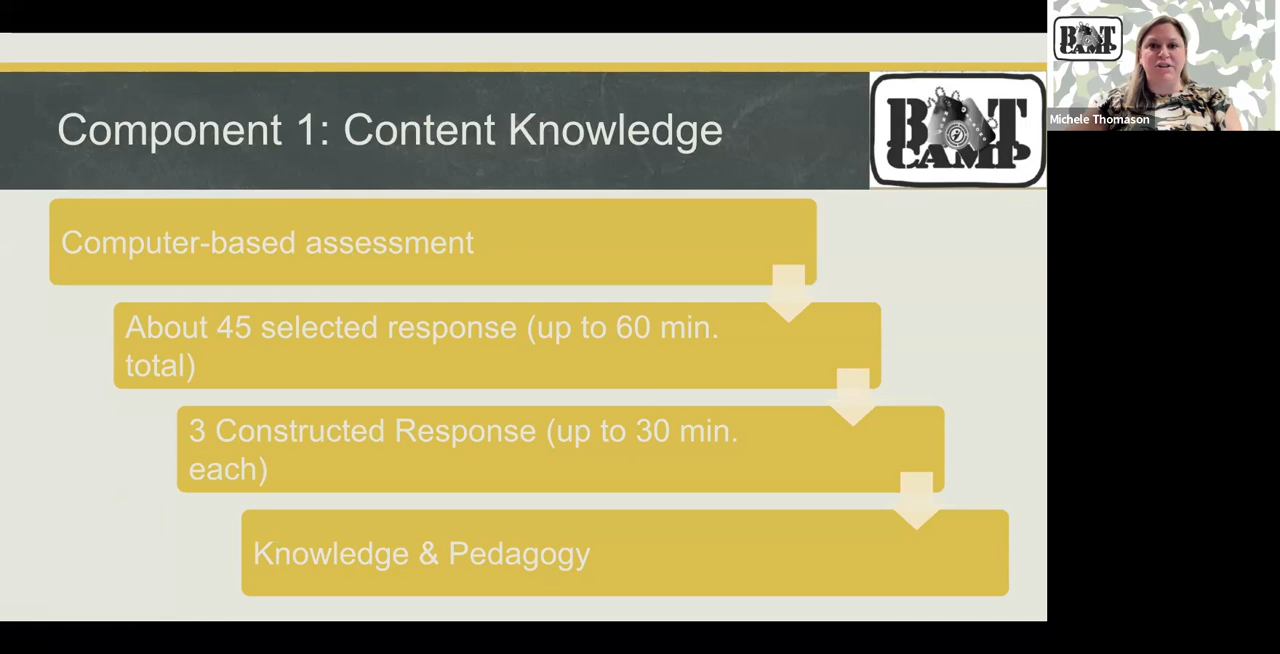 Component 1: Content Knowledge
BOOT
CAMP
BOOT
CAMP
Michele Thomason
Computer-based assessment
About 45 selected response (up to 60 min.
total)
3 Constructed Response (up to 30 min.
each)
Knowledge & Pedagogy